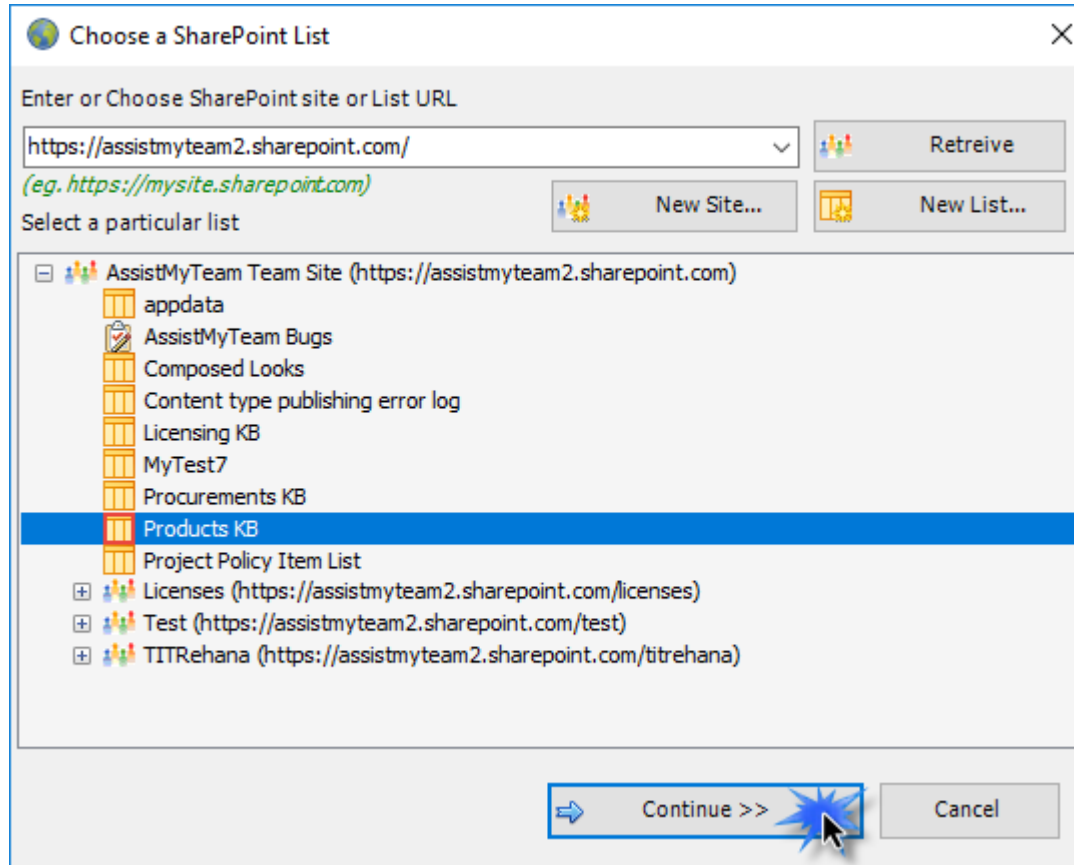 Choose a SharePoint List
Enter or Choose SharePoint site or List URL
https://assistmyteam2.sharepoint.com/
Retreive
(eg. https://mysite.sharepoint.com)
New Site...
New List...
Select a particular list
AssistMyTeam Team Site (https://assistmyteam2.sharepoint.com)
appdata
AssistMyTeam Bugs
Composed Looks
Content type publishing error log
Licensing KB
MyTest7
Procurements KB
Products KB
Project Policy Item List
Licenses (https://assistmyteam2.sharepoint.com/licenses)
Test (https://assistmyteam2.sharepoint.com/test)
TITRehana (https://assistmyteam2.sharepoint.com/titrehana)
Continue >>
Cancel